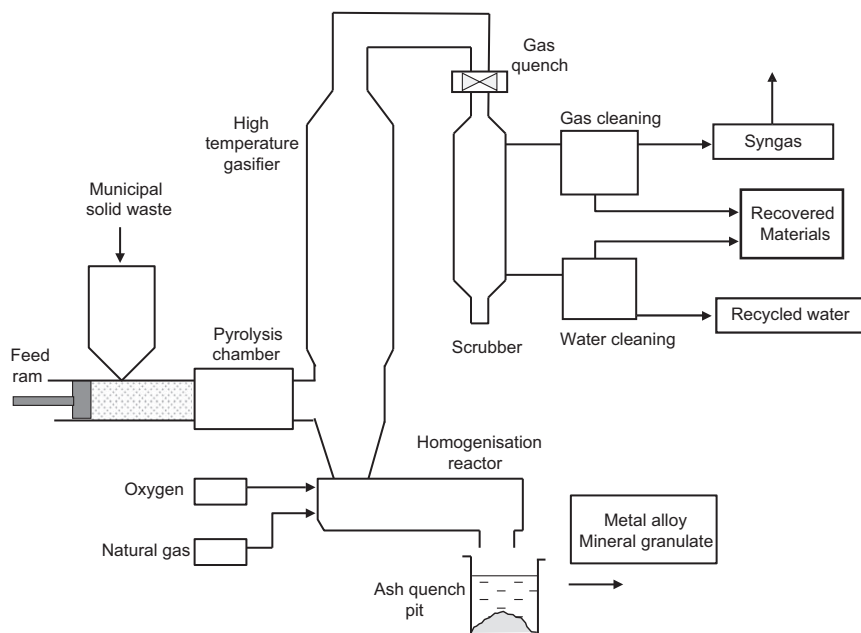 Gas
quench
Gas cleaning
Syngas
High
temperature
gasifier
Municipal
solid waste
Recovered
Materials
Recycled water
Water cleaning
Scrubber
Pyrolysis
chamber
Feed
ram
Homogenisation
reactor
Oxygen
Natural gas
Metal alloy
Mineral granulate
Ash quench
pit